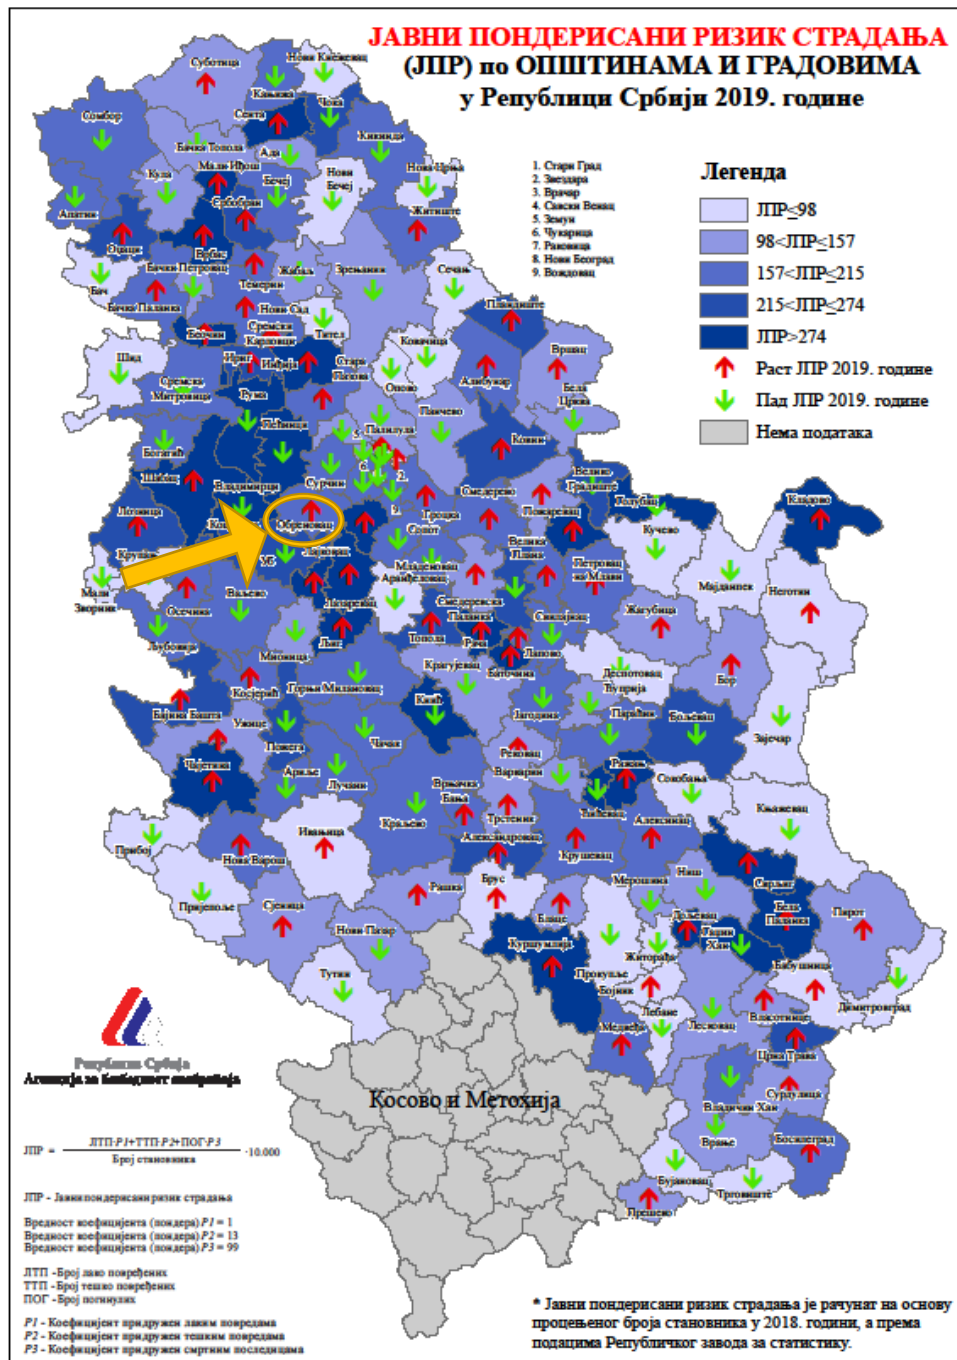 ЈАВНИ ПОНДЕРИСАНИ РИЗИК СТРАДАЊА
(ЈПР) по ОПШТИНАМА И ГРАДОВИМА
у Републици Србији 2019. године
1. Стари Град
2. Звездара
3. Врачар
4. Савски Венац
5. Земун
6. Чукарица
7. Раковица
8. Нови Београд
9. Вождовац
Легенда
ЈПР≤98
98<ЈПР≤157
157<ЈПР≤215
215<ЈПР≤274
ЈПР>274
Раст ЈПР 2019. године
Пад ЈПР 2019. године
Нема података
Суботица
Нови Кнежевац
Кањижа
Чока
Сента
Сомбор
Бачка Топола
Ада
Кикинда
Мали Иђош
Кула
Бечеј
Нови
Бечеј
Нова Црња
Апатин
Србобран
Житиште
Оџаци
Врбас
Бач
Бачки Петровац
Темерин
Жабаљ
Зрењанин
Сечањ
Бачка Паланка
Нови Сад
Тител
Пландиште
Беочин
Сремски
Карловци
Ковачица
Шид
Ириг
Инђија
Стара
Пазова
Опово
Алибунар
Вршац
Сремска
Митровица
Рума
Бела
Црква
Панчево
Пећинци
Палилула
Ковин
Богатић
Шабац
Владимирци
Сурчин
5.
6.
2.
9.
Смедерево
Велико
Градиште
Голубац
Кладово
Лозница
Обреновац
Гроцка
Пожаревац
Кучево
Сопот
Лајковац
Велика
Плана
Младеновац
Петровац
на Млави
Мајданпек
Неготин
Мали
Зворник
Осечина
Ваљево
Лазаревац
Аранђеловац
Смедеревска
Паланка
Свилајнац
Жагубица
Љубовија
Мионица
Љиг
Топола
Рача
Лапово
Баточина
Деспотовац
Бор
Косјерић
Горњи Милановац
Крагујевац
Ћуприја
Бајина Башта
Ужице
Пожега
Кнић
Јагодина
Параћин
Бољевац
Зајечар
Чачак
Чајетина
Ариље
Лучани
Рековац
Варварин
Ражањ
Сокобања
Врњачка
Бања
Ћићевац
Књажевац
Прибој
Нова Варош
Ивањица
Краљево
Трстеник
Александровац
Крушевац
Алексинац
Сврљиг
Пријепоље
Сјеница
Рашка
Брус
Блаце
Мерошина
Ниш
Бела
Паланка
Пирот
Нови Пазар
Дољевац
Гаџин
Хан
Куршумлија
Житорађа
Тутин
Прокупље
Бојник
Бабушница
Димитровград
Лебане
Лесковац
Власотинце
Медвеђа
Црна Трава
Сурдулица
Владичин Хан
Врање
Босилеград
Бујановац
Трговиште
Прешево
Косово и Метохија
Република Србија
Агенција за безбедност саобраћаја
ЈПР = ЛТП·P1+ТТП·P2+ПОГ·P3 ·10.000
Број становника
ЈПР - Јавни пондерисани ризик страдања
Вредност коефицијента (пондера) P1 = 1
Вредност коефицијента (пондера) P2 = 13
Вредност коефицијента (пондера) P3 = 99
ЛТП -Број лако повређених
ТТП -Број тешко повређених
ПОГ -Број погинулих
P1 - Коефицијент придружен лаким повредама
P2 - Коефицијент придружен тешким повредама
P3 - Коефицијент придружен смртним последицама
* Јавни пондерисани ризик страдања је рачунат на основу
процењеног броја становника у 2018. години, а према
подацима Републичког завода за статистику.